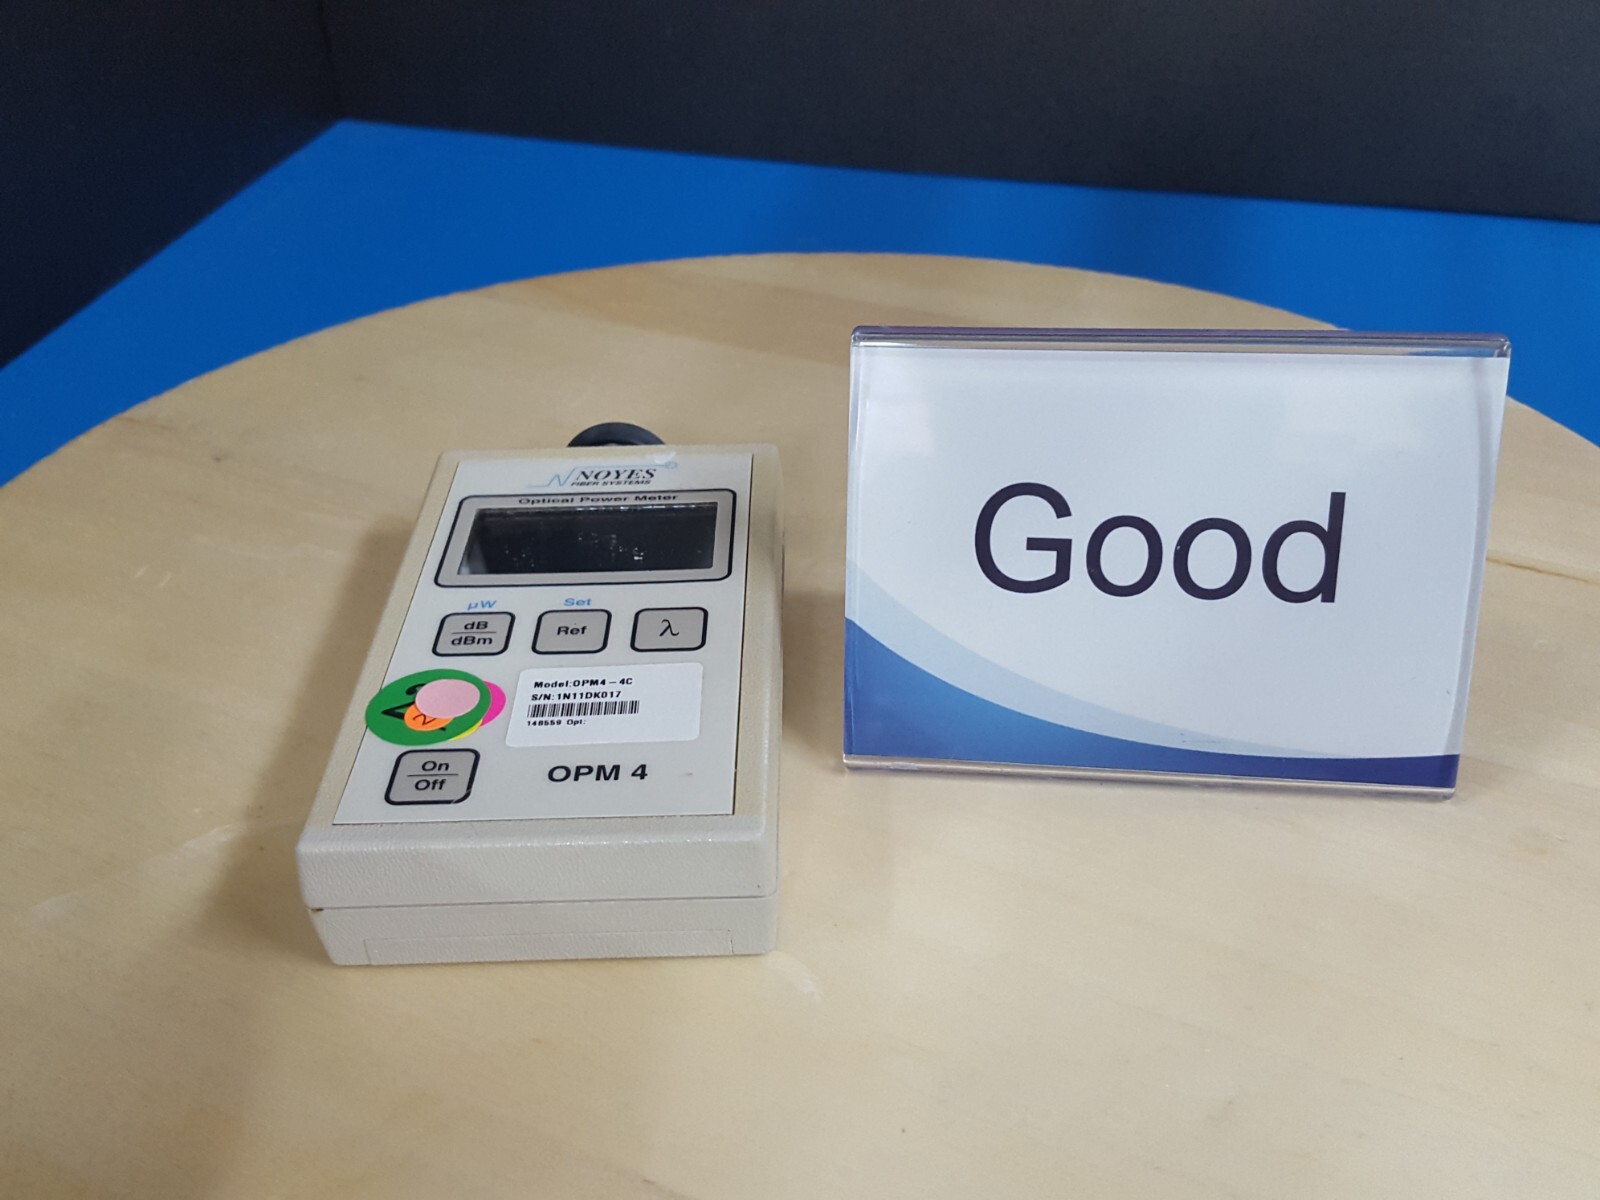 NOYES
FIBER SYSTEMS
Optical Power Meter
µW
Set
dB
dBm
Ref
λ
Model:OPM4-4C
S/N:1N11DK017
148559 Opt:
2
On
Off
OPM 4
Good